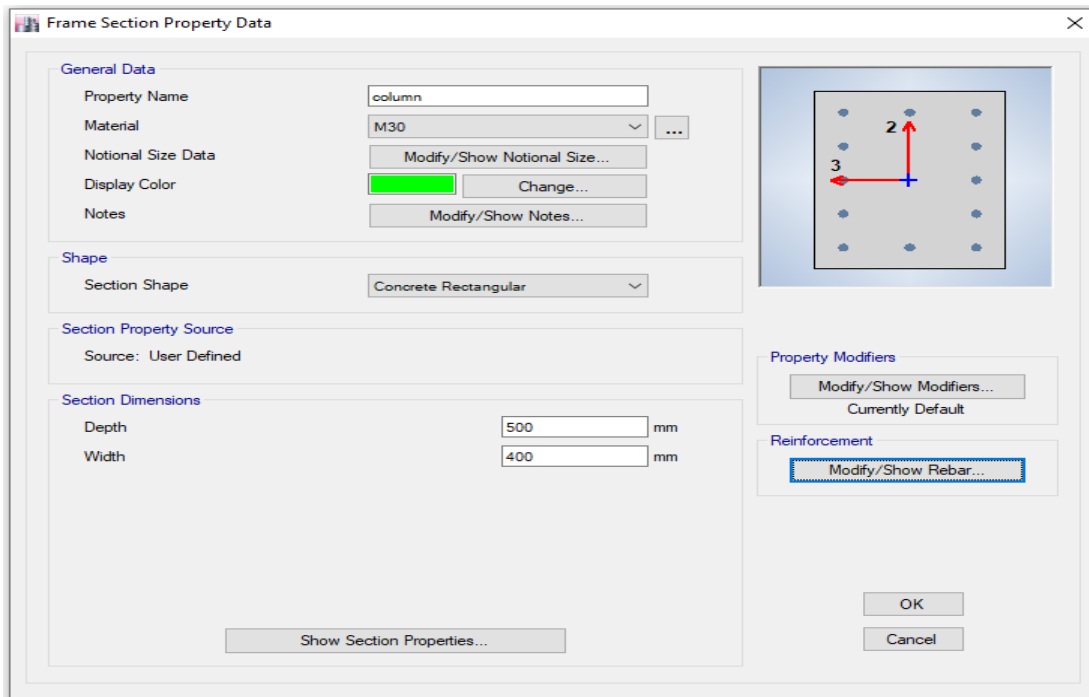 Frame Section Property Data
General Data
Property Name column
Material M30 ...
Notional Size Data Modify/Show Notional Size...
Display Color Change...
Notes Modify/Show Notes...
Shape
Section Shape Concrete Rectangular
Section Property Source
Source: User Defined
Section Dimensions
Depth 500 mm
Width 400 mm
Show Section Properties...
2
3
Property Modifiers
Modify/Show Modifiers...
Currently Default
Reinforcement
Modify/Show Rebar...
OK
Cancel